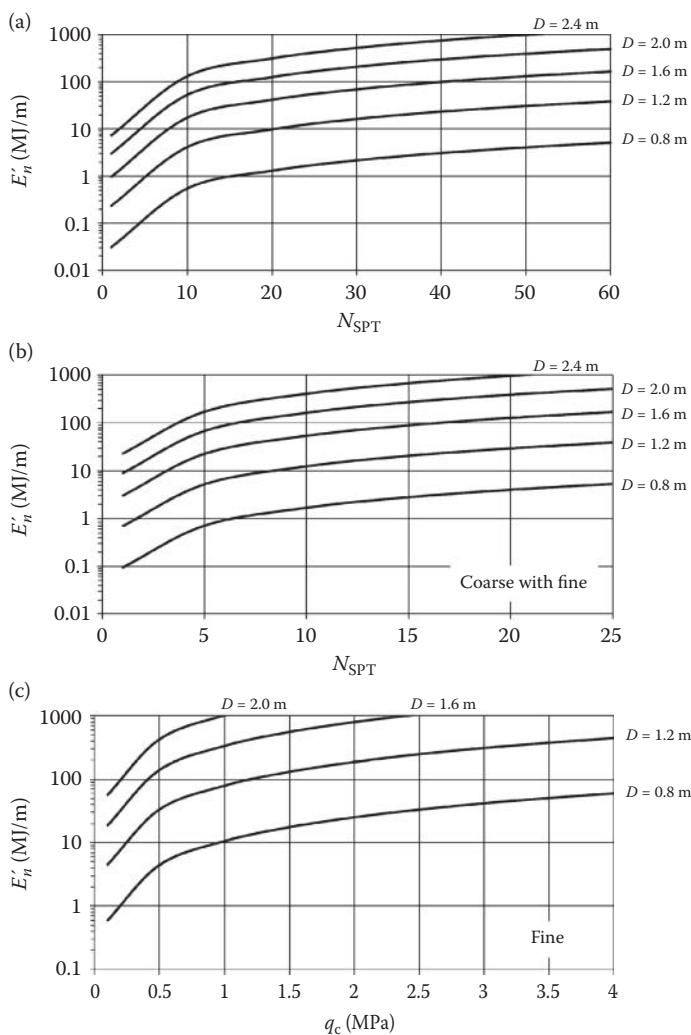 (a)
D = 2.4 m
1000
D = 2.0 m
100
D = 1.6 m
10
D = 1.2 m
1
D = 0.8 m
0.1
0.01
E′n (MJ/m)
0 10 20 30 40 50 60
NSPT
(b)
D = 2.4 m
1000
D = 2.0 m
100
D = 1.6 m
10
D = 1.2 m
1
D = 0.8 m
0.1
0.01
E′n (MJ/m)
Coarse with fine
0 5 10 15 20 25
NSPT
(c)
D = 2.0 m D = 1.6 m
1000
D = 1.2 m
100
D = 0.8 m
10
1
0.1
E′n (MJ/m)
Fine
0 0.5 1 1.5 2 2.5 3 3.5 4
qc (MPa)